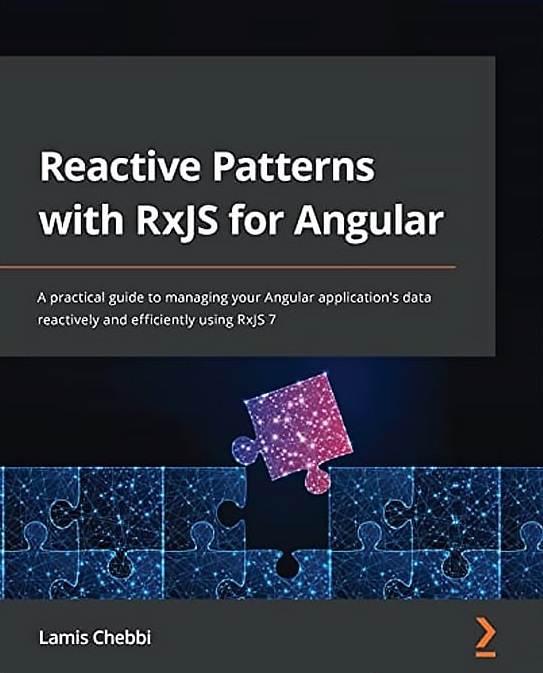 Reactive Patterns
with RxJS for Angular
A practical guide to managing your Angular application's data
reactively and efficiently using RxJS 7
Lamis Chebbi